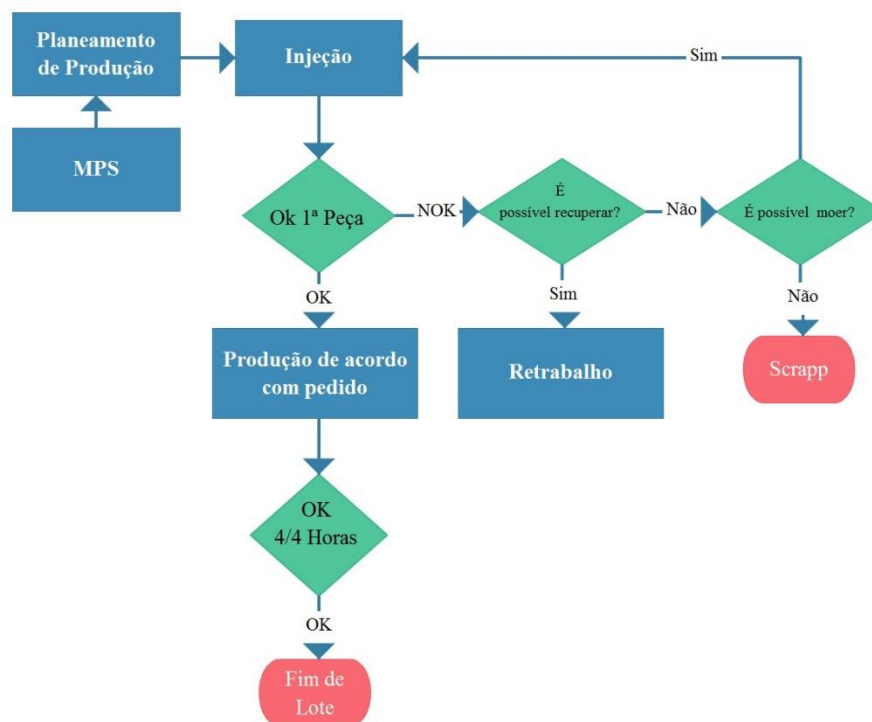 Planeamento
de Produção
Injeção
Sim
MPS
Ok 1ª Peça
NOK
É
possível recuperar?
Não
É possível moer?
OK
Sim
Não
Produção de acordo
com pedido
Retrabalho
Scrapp
OK
4/4 Horas
OK
Fim de
Lote